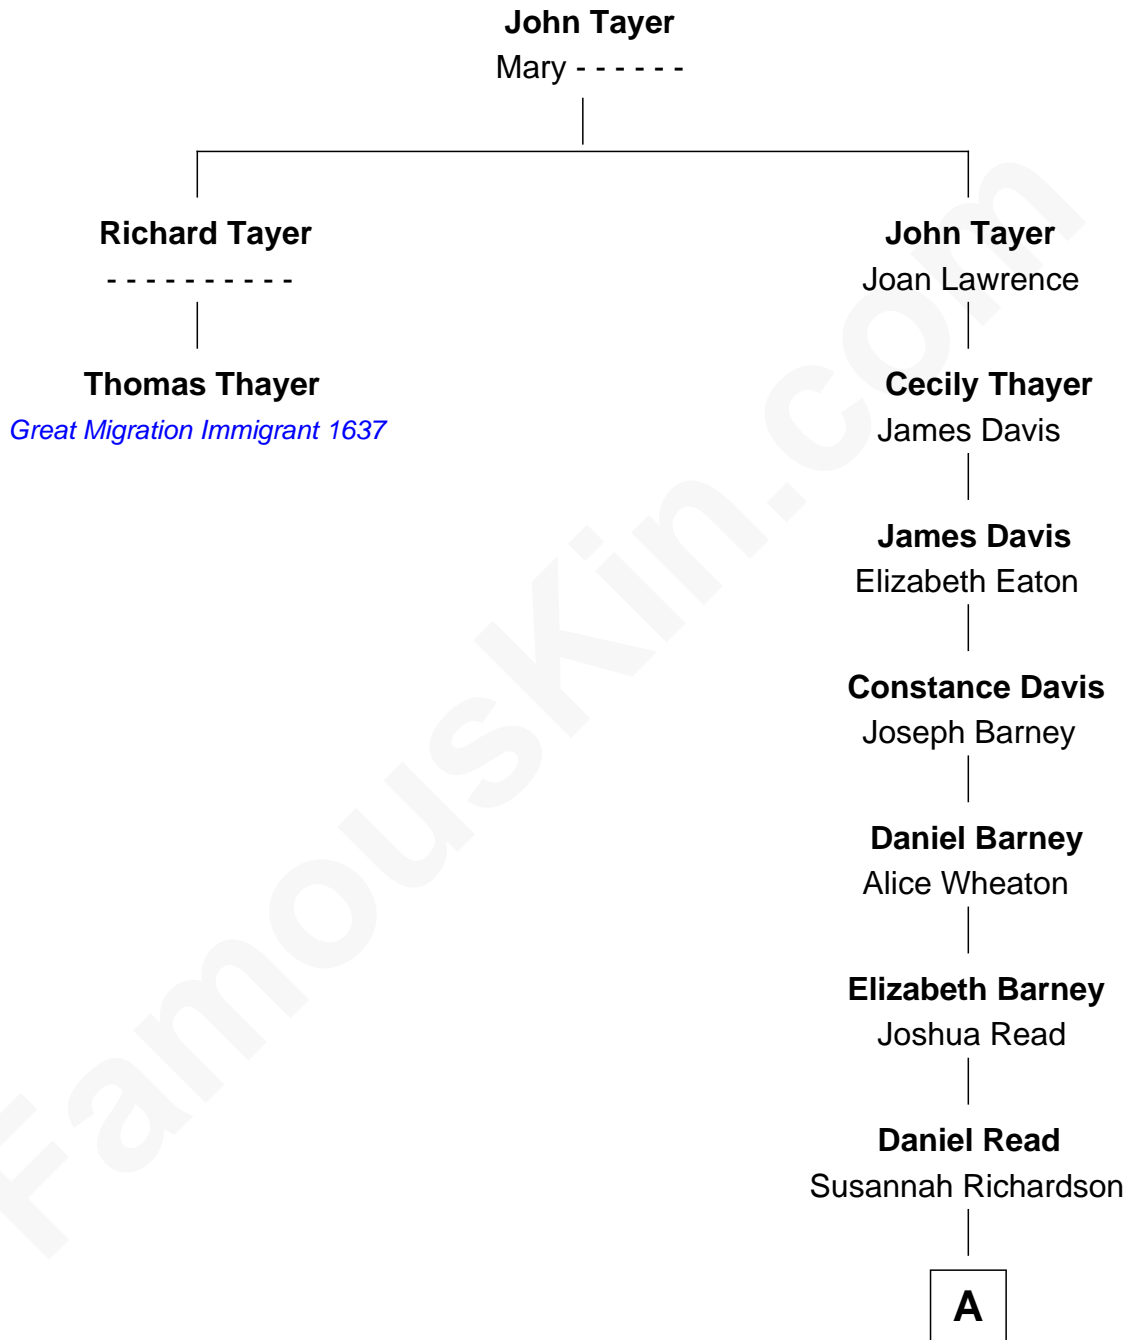 John Tayer
Mary - - - - - -
Richard Tayer
- - - - - - - - - -
John Tayer
Joan Lawrence
Thomas Thayer
Great Migration Immigrant 1637
Cecily Thayer
James Davis
James Davis
Elizabeth Eaton
Constance Davis
Joseph Barney
Daniel Barney
Alice Wheaton
Elizabeth Barney
Joshua Read
Daniel Read
Susannah Richardson
A
FamousKin.com